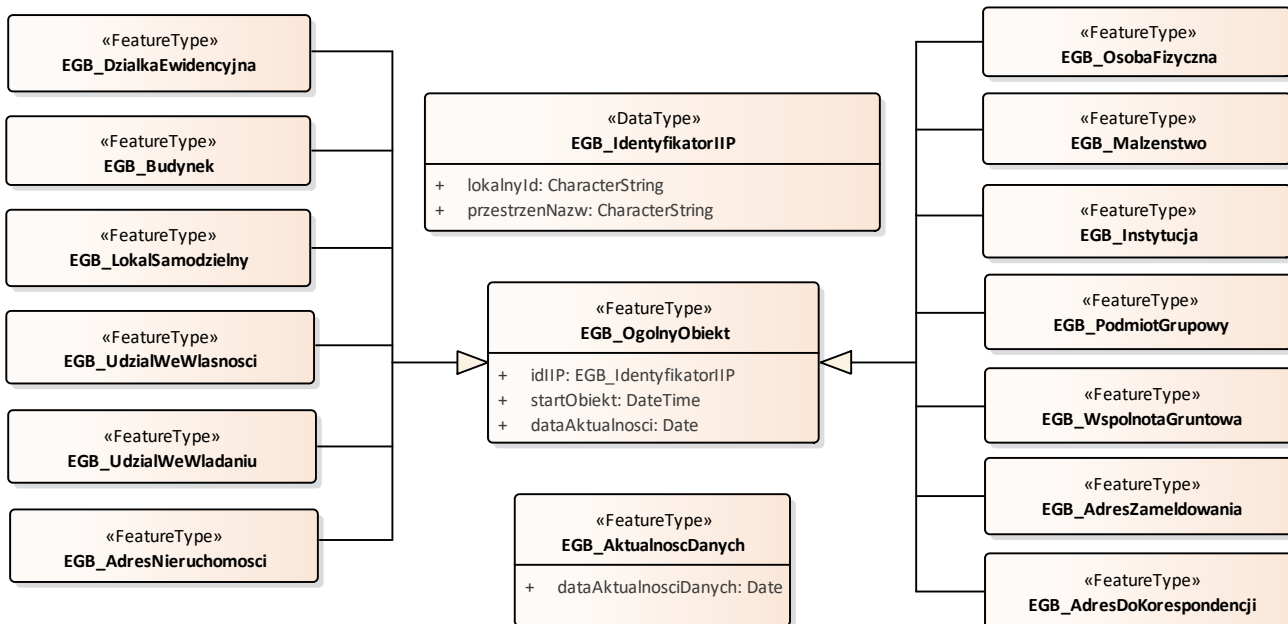 «FeatureType»
EGB_DzialkaEwidencyjna
«FeatureType»
EGB_Budynek
«FeatureType»
EGB_LokalSamodzielny
«FeatureType»
EGB_UdzialWeWlasnosci
«FeatureType»
EGB_UdzialWeWladaniu
«FeatureType»
EGB_AdresNieruchomosci
«DataType»
EGB_IdentyfikatorIIP
+ lokalnyId: CharacterString
+ przestrzenNazw: CharacterString
«FeatureType»
EGB_OgolnyObiekt
+ idIIP: EGB_IdentyfikatorIIP
+ startObiekt: DateTime
+ dataAktualnosci: Date
«FeatureType»
EGB_AktualnoscDanych
+ dataAktualnosciDanych: Date
«FeatureType»
EGB_OsobaFizyczna
«FeatureType»
EGB_Malzenstwo
«FeatureType»
EGB_Instytucja
«FeatureType»
EGB_PodmiotGrupowy
«FeatureType»
EGB_WspolnotaGruntowa
«FeatureType»
EGB_AdresZameldowania
«FeatureType»
EGB_AdresDoKorespondencji